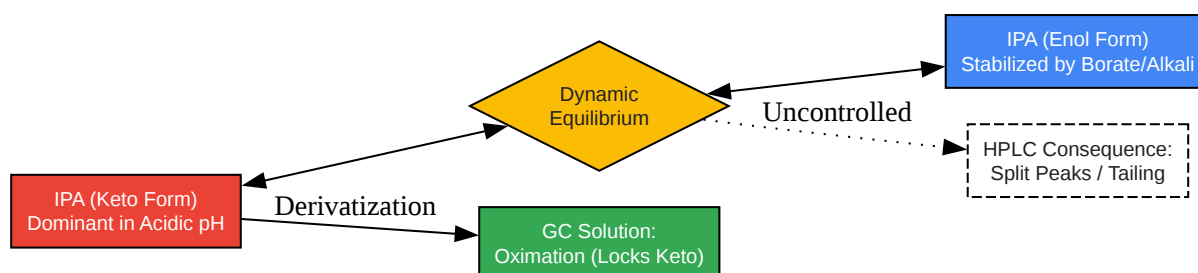 IPA (Enol Form)
Stabilized by Borate/Alkali
Dynamic
Equilibrium
Uncontrolled
HPLC Consequence:
Split Peaks / Tailing
IPA (Keto Form)
Dominant in Acidic pH
Derivatization
GC Solution:
Oximation (Locks Keto)